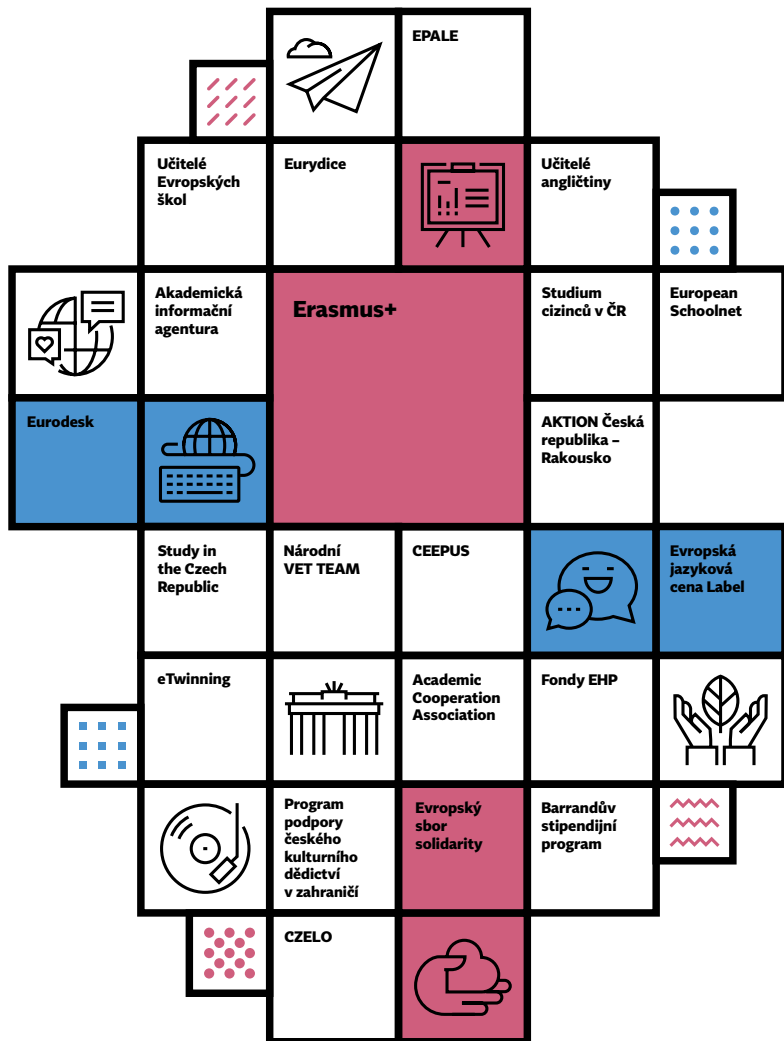 EPALE
Učitelé
Evropských
škol
Eurydice
Učitelé
angličtiny
Akademická
informační
agentura
Erasmus+
Studium
cizinců v ČR
European
Schoolnet
Eurodesk
AKTION Česká
republika –
Rakousko
Study in
the Czech
Republic
Národní
VET TEAM
CEEPUS
Evropská
jazyková
cena Label
eTwinning
Academic
Cooperation
Association
Fondy EHP
Program
podpory
českého
kulturního
dědictví
v zahraničí
Evropský
sbor
solidarity
Barrandův
stipendijní
program
CZELO